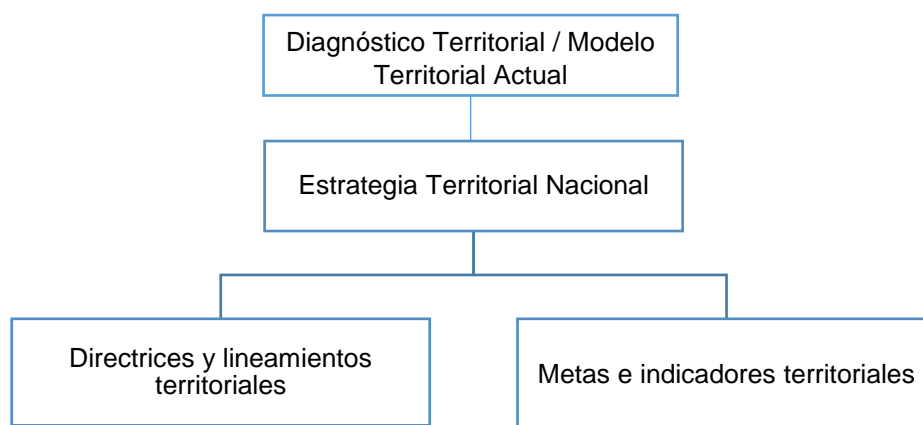 Diagnóstico Territorial / Modelo
Territorial Actual
Estrategia Territorial Nacional
Directrices y lineamientos
territoriales
Metas e indicadores territoriales